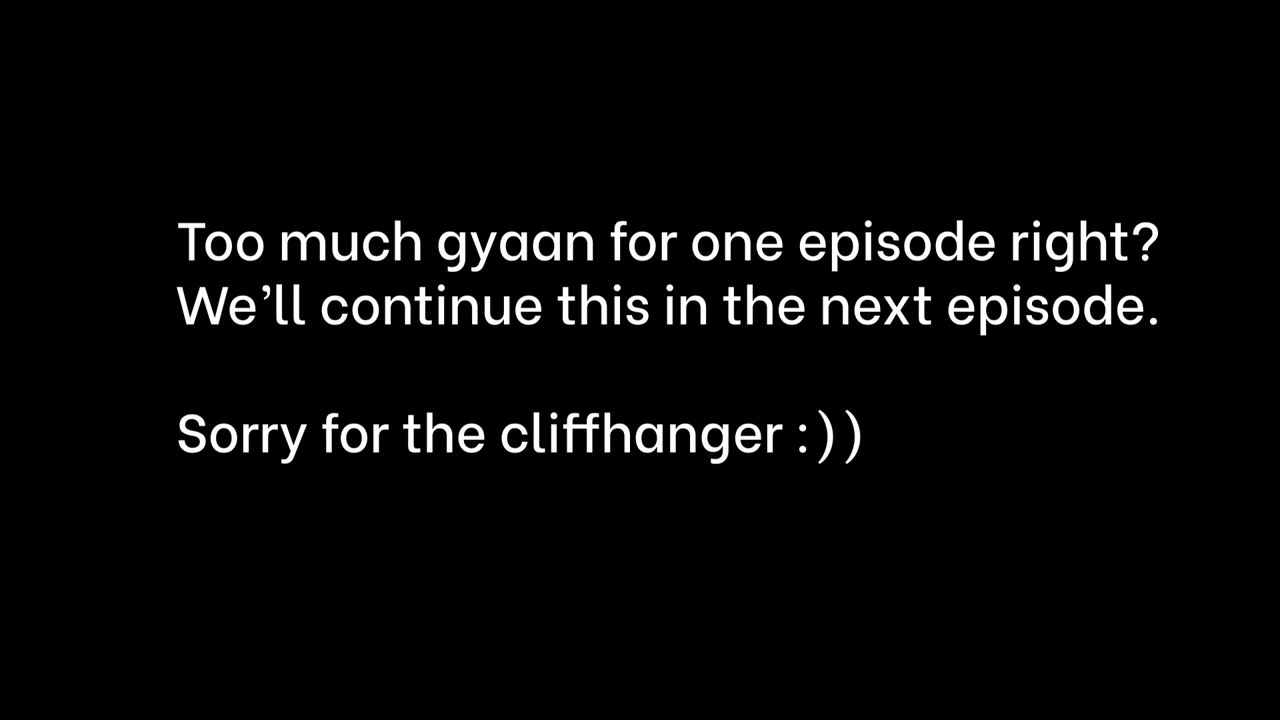 Too much gyaan for one episode right?
We’ll continue this in the next episode.
Sorry for the cliffhanger :))